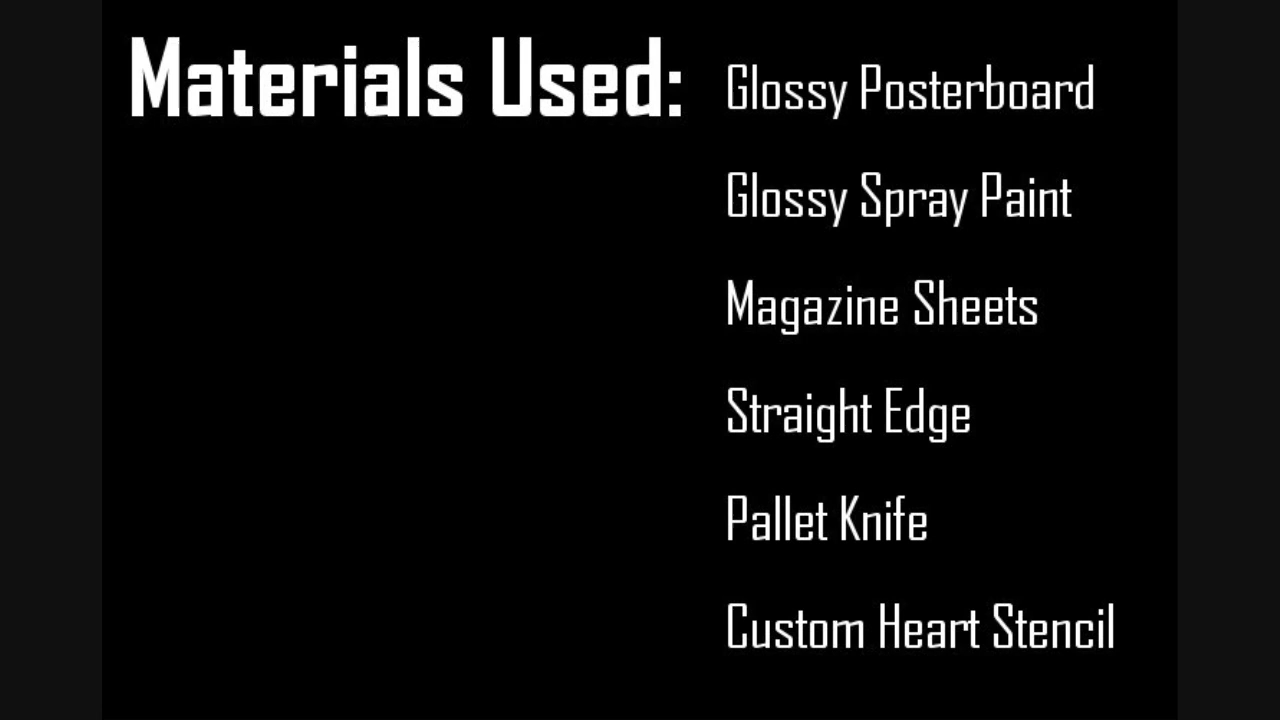 Materials Used:
Glossy Posterboard
Glossy Spray Paint
Magazine Sheets
Straight Edge
Pallet Knife
Custom Heart Stencil